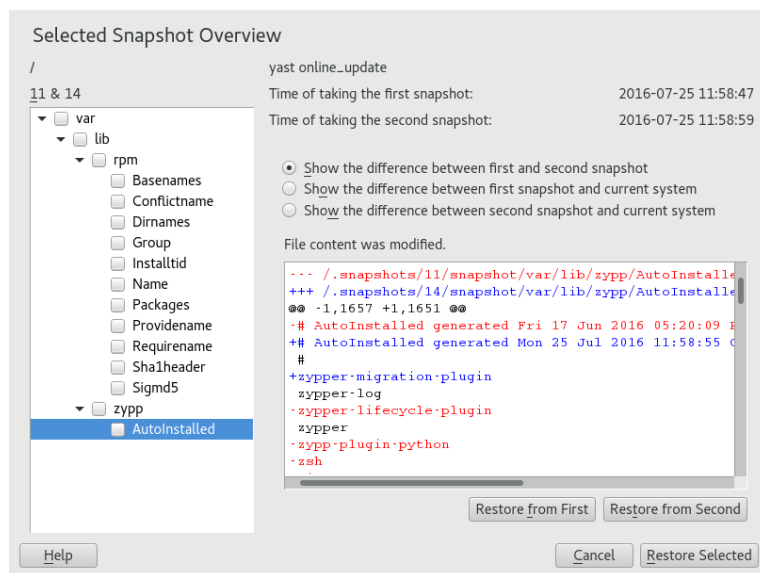 Selected Snapshot Overview
/
yast online_update
11 & 14
Time of taking the first snapshot: 2016-07-25 11:58:47
Time of taking the second snapshot: 2016-07-25 11:58:59
var
lib
rpm
Basenames
Conflictname
Dirnames
Group
Installtid
Name
Packages
Providename
Requirename
Sha1header
Sigmd5
zypp
AutoInstalled
Show the difference between first and second snapshot
Show the difference between first snapshot and current system
Show the difference between second snapshot and current system
File content was modified.
--- /.snapshots/11/snapshot/var/lib/zypp/AutoInstalle
+++ /.snapshots/14/snapshot/var/lib/zypp/AutoInstalle
@@ -1,1657 +1,1651 @@
-# AutoInstalled generated Fri 17 Jun 2016 05:20:09
+# AutoInstalled generated Mon 25 Jul 2016 11:58:55
#
+zypper-migration-plugin
zypper-log
-zypper-lifecycle-plugin
zypper
-zypp-plugin-python
-zsh
Restore from First
Restore from Second
Help
Cancel
Restore Selected